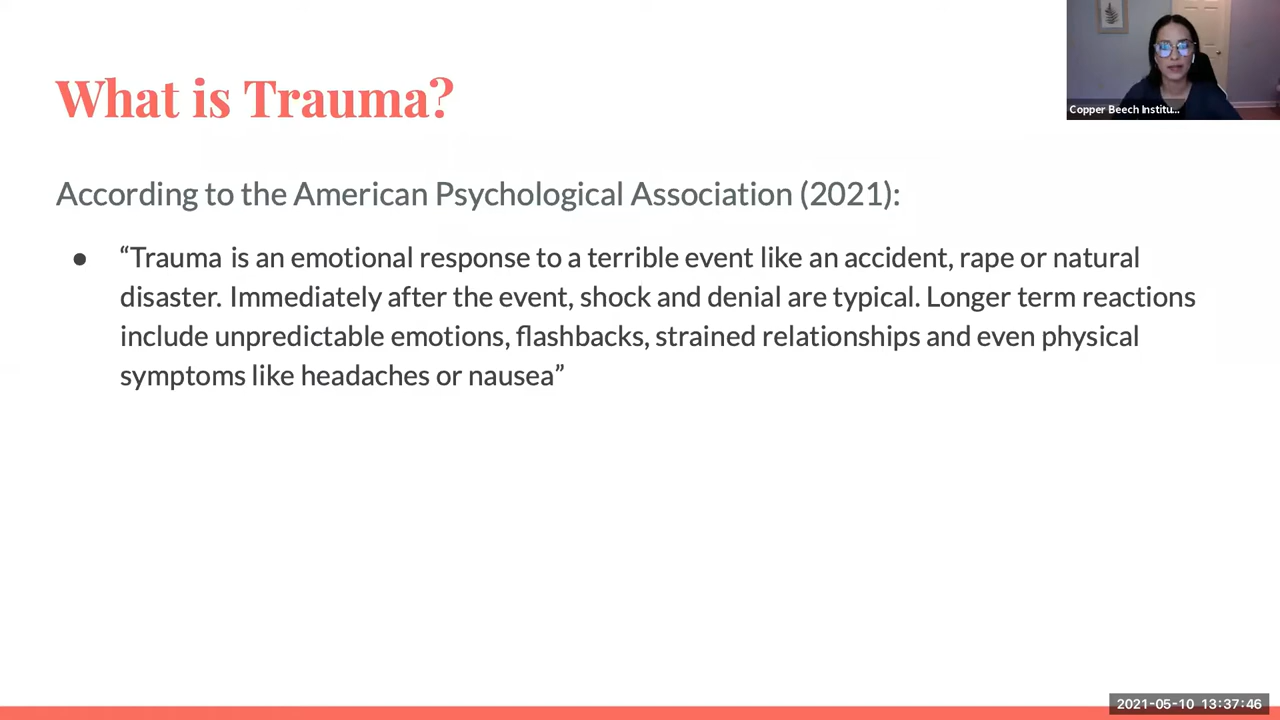 What is Trauma?
Copper Beech Institu...
According to the American Psychological Association (2021):
● “Trauma is an emotional response to a terrible event like an accident, rape or natural
disaster. Immediately after the event, shock and denial are typical. Longer term reactions
include unpredictable emotions, flashbacks, strained relationships and even physical
symptoms like headaches or nausea”
2021-05-10 13:37:46